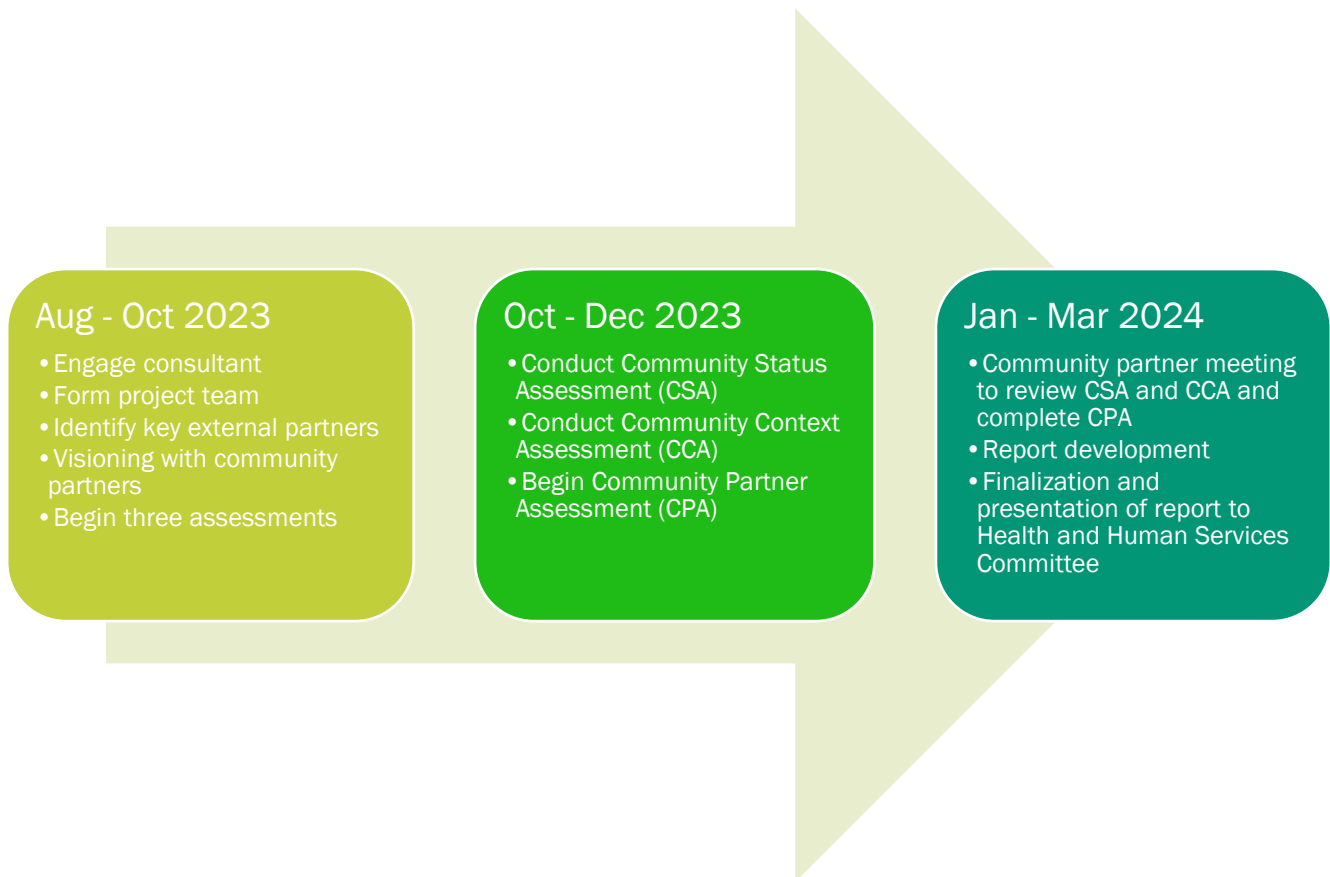 Aug - Oct 2023
•Engage consultant
•Form project team
•Identify key external partners
•Visioning with community
partners
•Begin three assessments
Oct - Dec 2023
•Conduct Community Status
Assessment (CSA)
•Conduct Community Context
Assessment (CCA)
•Begin Community Partner
Assessment (CPA)
Jan - Mar 2024
•Community partner meeting
to review CSA and CCA and
complete CPA
•Report development
•Finalization and
presentation of report to
Health and Human Services
Committee